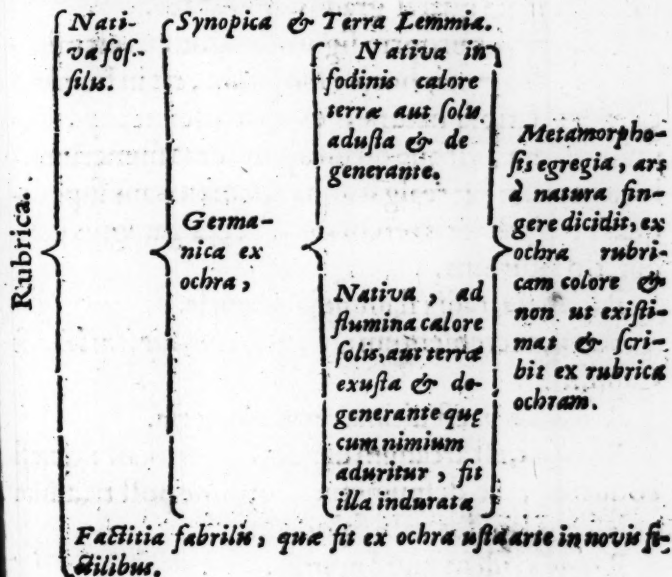 Rubrica.
Nati-
va fos-
silis.
Synopica & Terra Lemmia.
Germa-
nica ex
ochra,
Nativa in
fodinis calore
terræ aut solis
adusta & de
generante.
Nativa, ad
flumina calore
solis, aut terræ
exusta & de-
generante quę
cum nimium
aduritur, fit
illa indurata
Metamorpho-
sis egregia, ars
à natura fin-
gere dicidit, ex
ochra rubri-
cam colore &
non ut existi-
mat & scri-
bit ex rubrica
ochram.
Factitia fabrilis, quæ fit ex ochra usta arte in novis fi-
ctilibus.